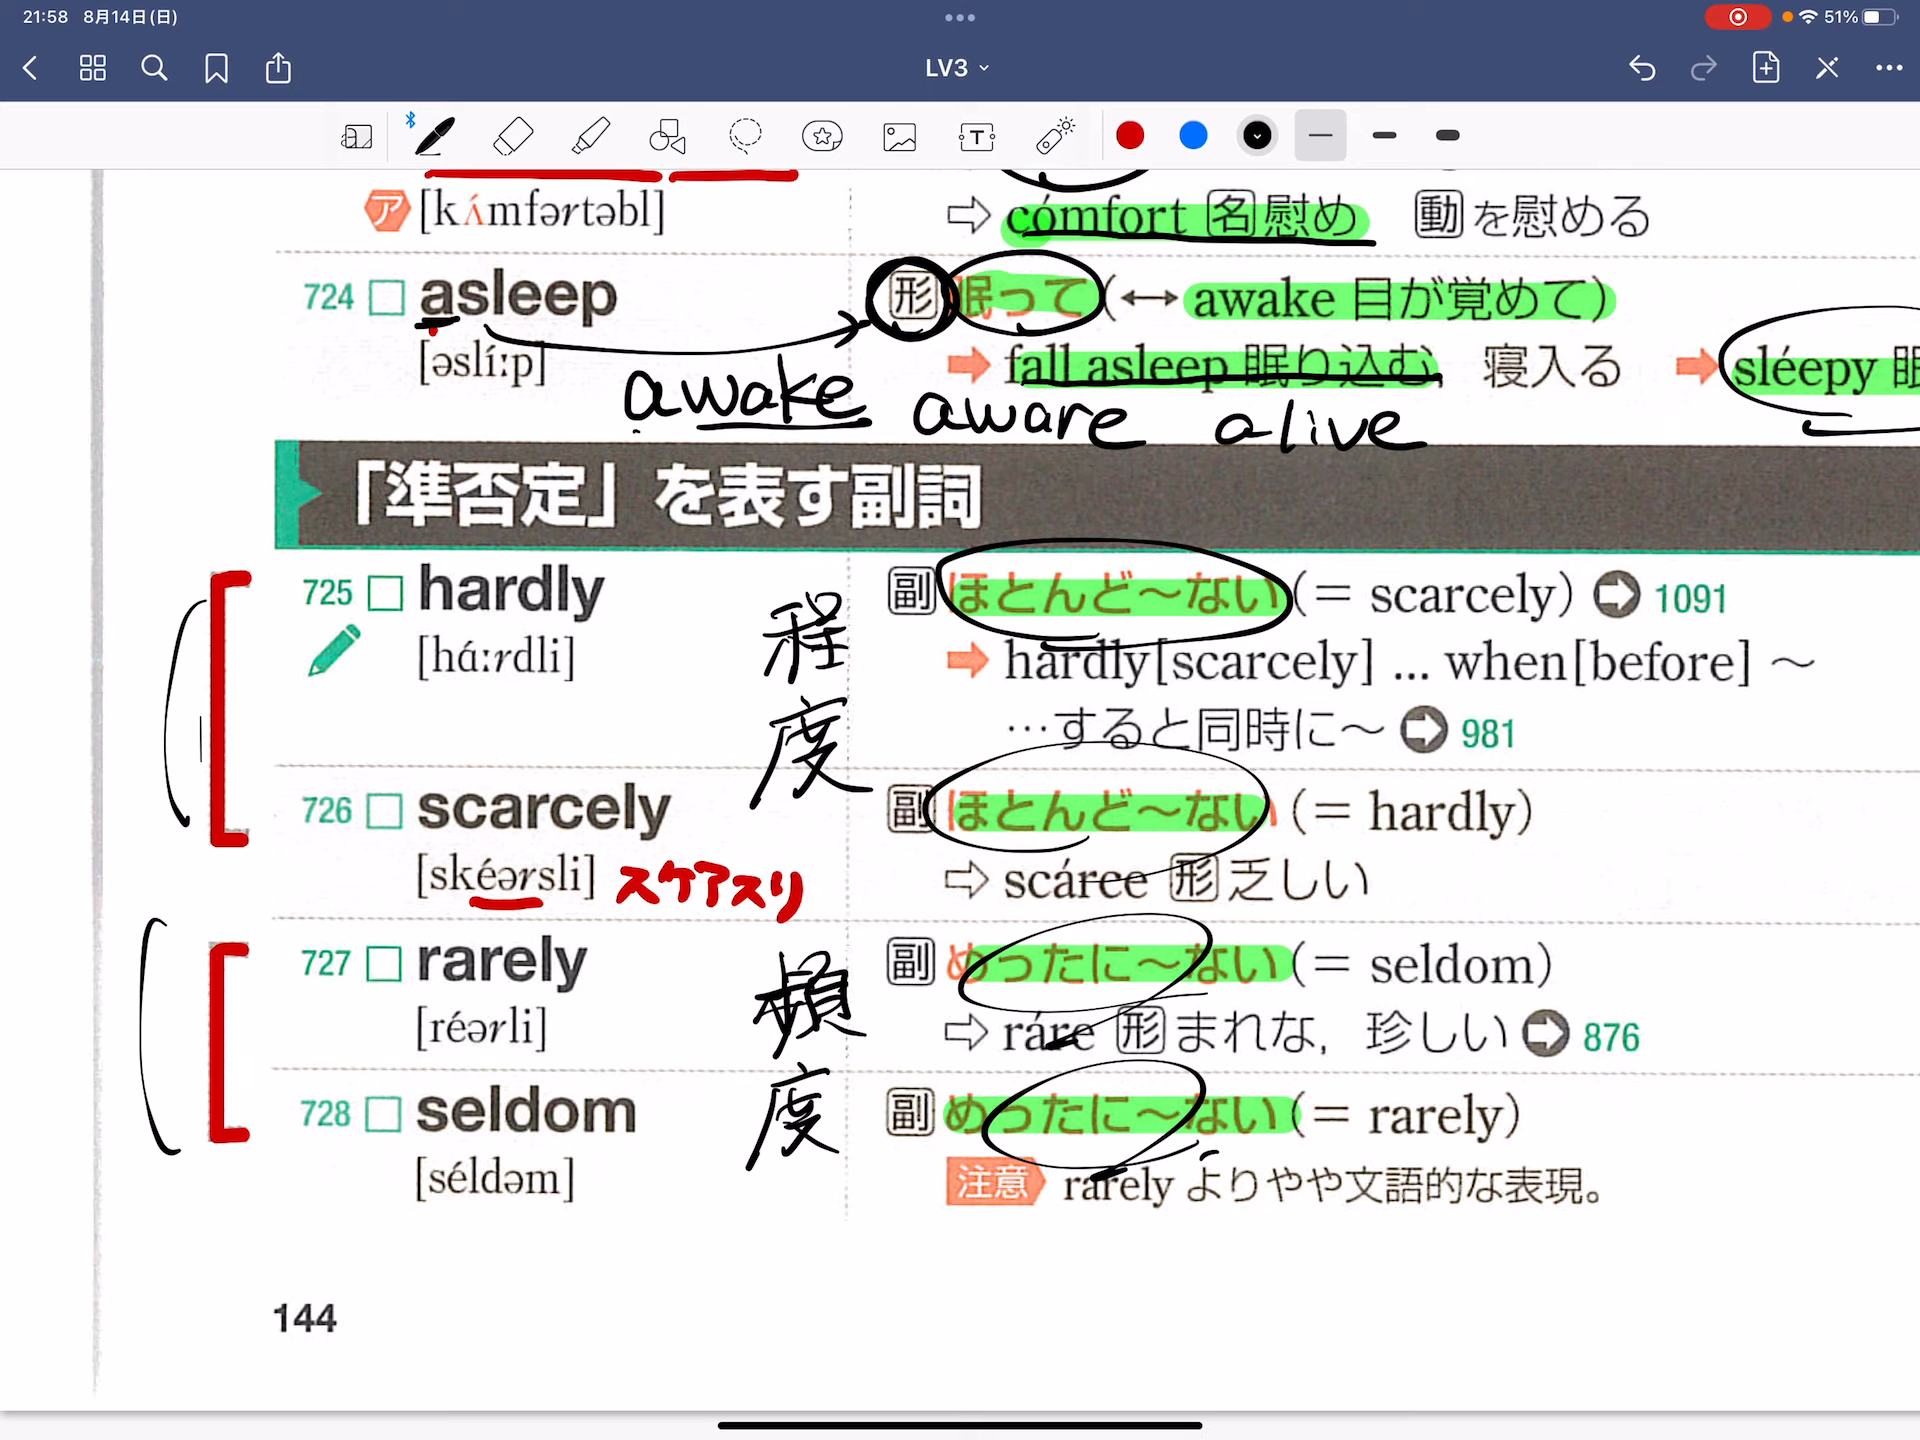 21:58 8月14日(日)
51%
LV3
ア [kʌ́mfərtəbl]
⇨ cómfort 名 慰め 動 を慰める
724 asleep 形 眠って (↔ awake 目が覚めて)
[əslíːp] ➡ fall asleep 眠り込む, 寝入る ➡ sléepy 眠
awake aware alive
「準否定」を表す副詞
725 hardly 副 ほとんど〜ない (= scarcely) 1091
[háːrdli] ➡ hardly[scarcely] ... when[before] 〜
…すると同時に〜 981
程度
726 scarcely 副 ほとんど〜ない (= hardly)
[skéərsli] スケアスリ ⇨ scárce 形 乏しい
727 rarely 副 めったに〜ない (= seldom)
[réərli] ⇨ ráre 形 まれな, 珍しい 876
頻度
728 seldom 副 めったに〜ない (= rarely)
[séldəm] 注意 rarely よりやや文語的な表現。
144